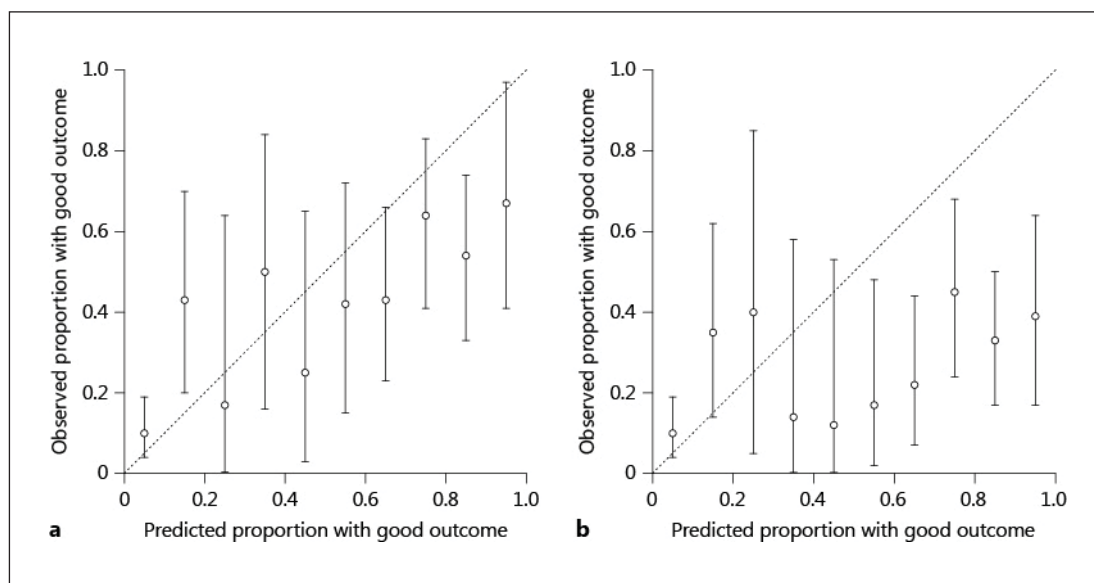 1.0
0.8
0.6
0.4
0.2
0
Observed proportion with good outcome
0 0.2 0.4 0.6 0.8 1.0
a Predicted proportion with good outcome
1.0
0.8
0.6
0.4
0.2
0
Observed proportion with good outcome
0 0.2 0.4 0.6 0.8 1.0
b Predicted proportion with good outcome